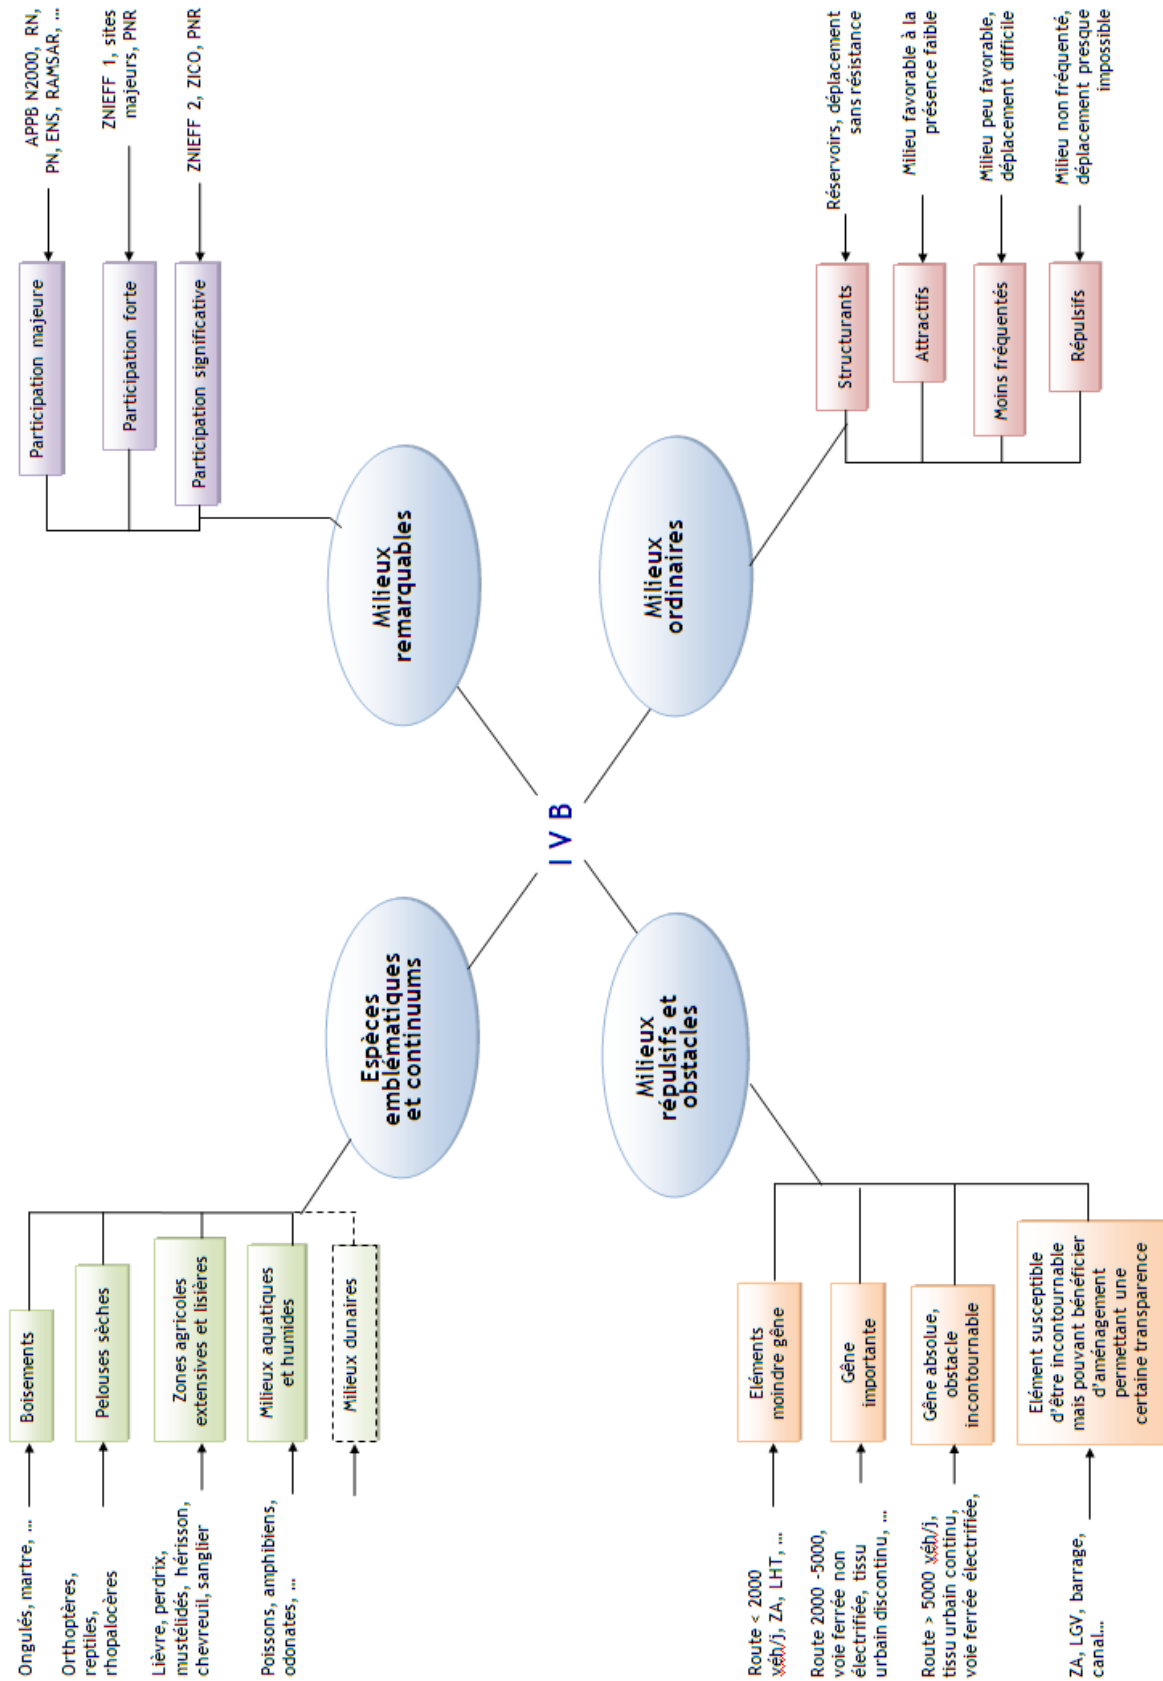 Ongulés, martre, ...
Boisements
Orthoptères,
reptiles,
rhopalocères
Pelouses sèches
Lièvre, perdrix,
mustélidés, hérisson,
chevreuil, sanglier
Zones agricoles
extensives et lisières
Poissons, amphibiens,
odonates, ...
Milieux aquatiques
et humides
Milieux dunaires
Espèces
emblématiques
et continuums
Participation majeure
APPB N2000, RN,
PN, ENS, RAMSAR, ...
Participation forte
ZNIEFF 1, sites
majeurs, PNR
Participation significative
ZNIEFF 2, ZICO, PNR
Milieux
remarquables
I V B
Route < 2000
véh/j, ZA, LHT, ...
Eléments
moindre gêne
Route 2000 -5000,
voie ferrée non
électrifiée, tissu
urbain discontinu, ...
Gêne
importante
Route > 5000 véh/j,
tissu urbain continu,
voie ferrée électrifiée,
Gêne absolue,
obstacle
incontournable
ZA, LGV, barrage,
canal...
Elément susceptible
d'être incontournable
mais pouvant bénéficier
d'aménagement
permettant une
certaine transparence
Milieux
répulsifs et
obstacles
Milieux
ordinaires
Structurants
Réservoirs, déplacement
sans résistance
Attractifs
Milieu favorable à la
présence faible
Moins fréquentés
Milieu peu favorable,
déplacement difficile
Répulsifs
Milieu non fréquenté,
déplacement presque
impossible